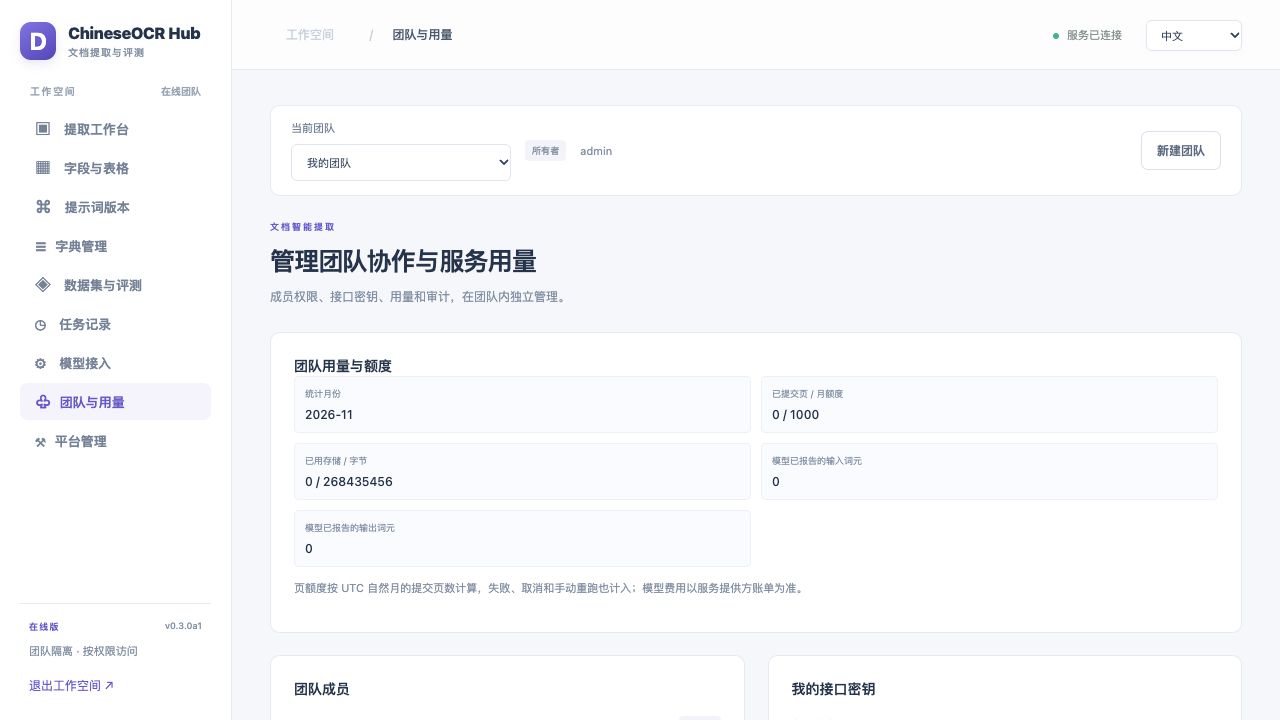 D
ChineseOCR Hub
文档提取与评测
工作空间
在线团队
提取工作台
字段与表格
提示词版本
字典管理
数据集与评测
任务记录
模型接入
团队与用量
平台管理
在线版
v0.3.0a1
团队隔离 · 按权限访问
退出工作空间 ↗
工作空间 / 团队与用量
服务已连接
中文
当前团队
我的团队
所有者
admin
新建团队
文档智能提取
管理团队协作与服务用量
成员权限、接口密钥、用量和审计，在团队内独立管理。
团队用量与额度
统计月份
2026-11
已提交页 / 月额度
0 / 1000
已用存储 / 字节
0 / 268435456
模型已报告的输入词元
0
模型已报告的输出词元
0
页额度按 UTC 自然月的提交页数计算，失败、取消和手动重跑也计入；模型费用以服务提供方账单为准。
团队成员
我的接口密钥